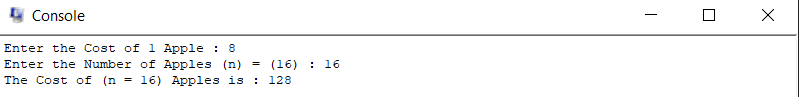 Console
Enter the Cost of 1 Apple : 8
Enter the Number of Apples (n) = (16) : 16
The Cost of (n = 16) Apples is : 128